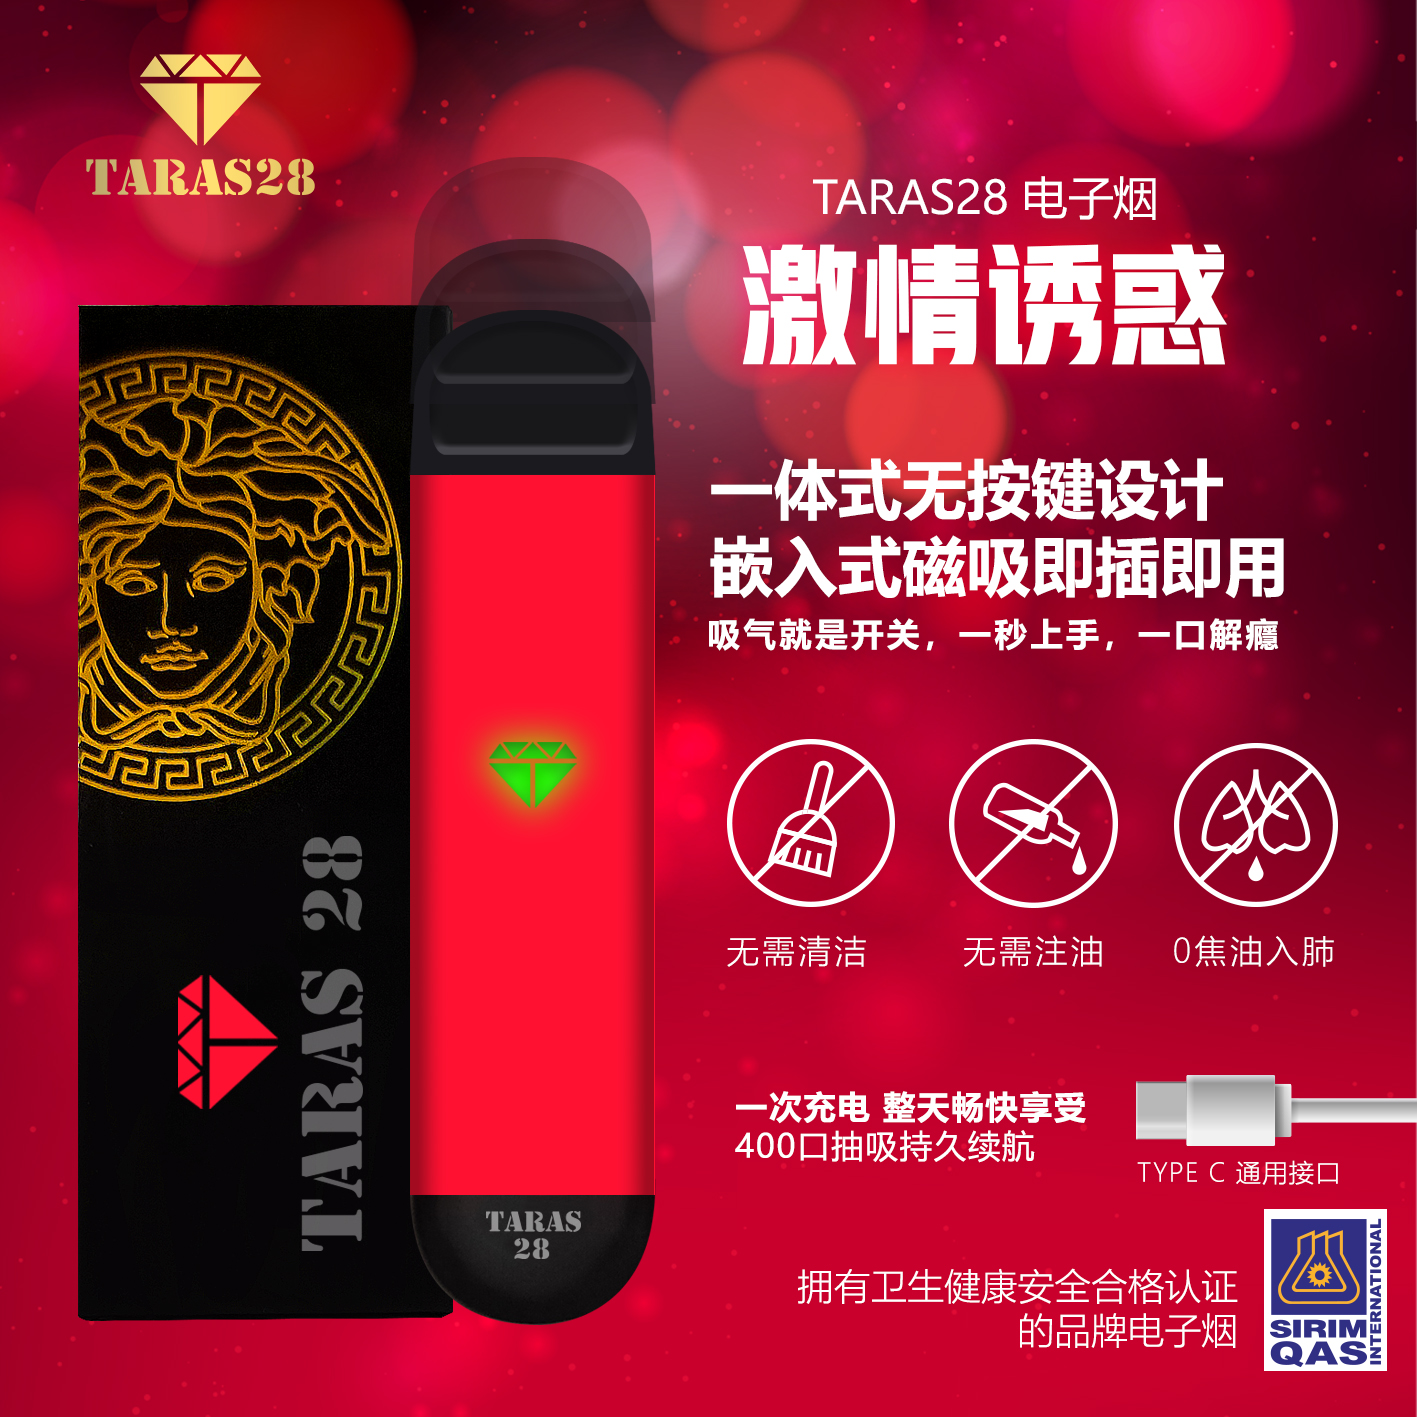 TARAS28
TARAS28 电子烟
激情诱惑
一体式无按键设计
嵌入式磁吸即插即用
吸气就是开关，一秒上手，一口解癮
无需清洁
无需注油
0焦油入肺
TARAS 28
一次充电 整天畅快享受
400口抽吸持久续航
TYPE C 通用接口
TARAS
28
拥有卫生健康安全合格认证
的品牌电子烟
SIRIM
QAS
INTERNATIONAL